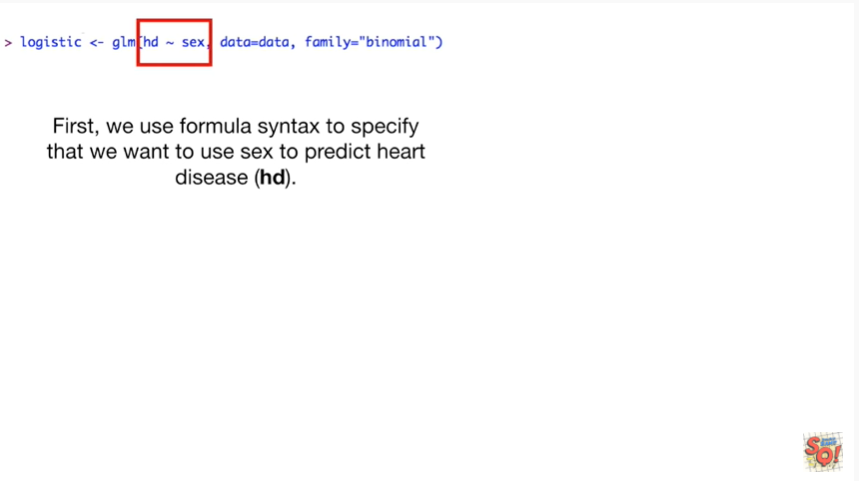 > logistic <- glm(hd ~ sex, data=data, family="binomial")
First, we use formula syntax to specify
that we want to use sex to predict heart
disease (hd).
SQ!